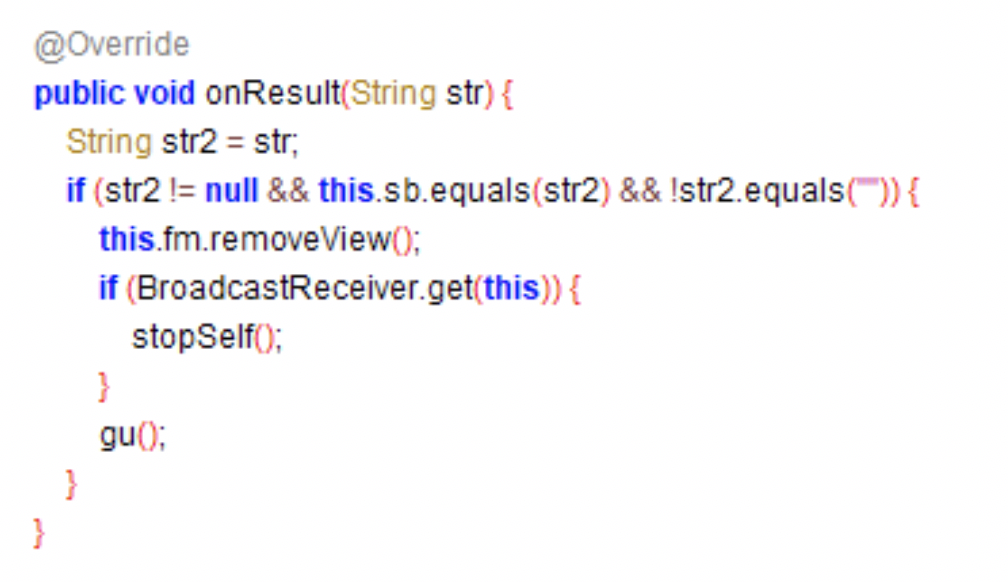 @Override
public void onResult(String str) {
String str2 = str;
if (str2 != null && this.sb.equals(str2) && !str2.equals("")) {
this.fm.removeView();
if (BroadcastReceiver.get(this)) {
stopSelf();
}
gu();
}
}